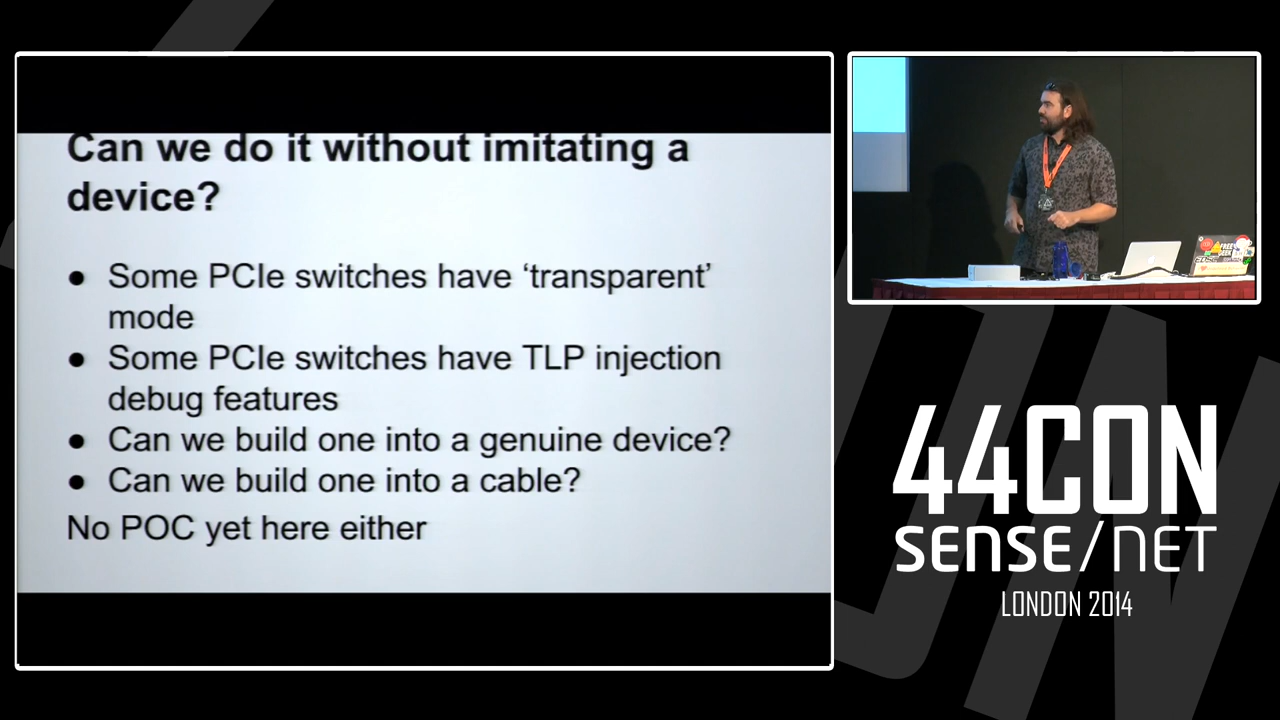 Can we do it without imitating a
device?
● Some PCIe switches have ‘transparent’
mode
● Some PCIe switches have TLP injection
debug features
● Can we build one into a genuine device?
● Can we build one into a cable?
No POC yet here either
44CON
SENSE/NET
LONDON 2014